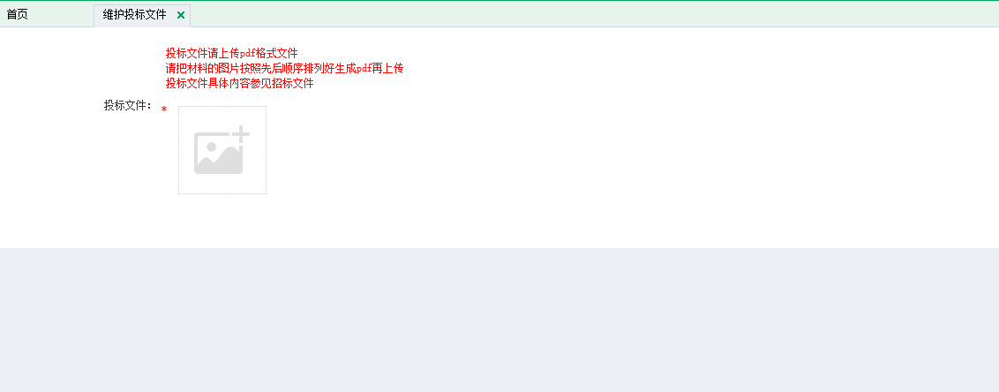 首页
维护投标文件
投标文件请上传pdf格式文件
请把材料的图片按照先后顺序排列好生成pdf再上传
投标文件具体内容参见招标文件
投标文件： *